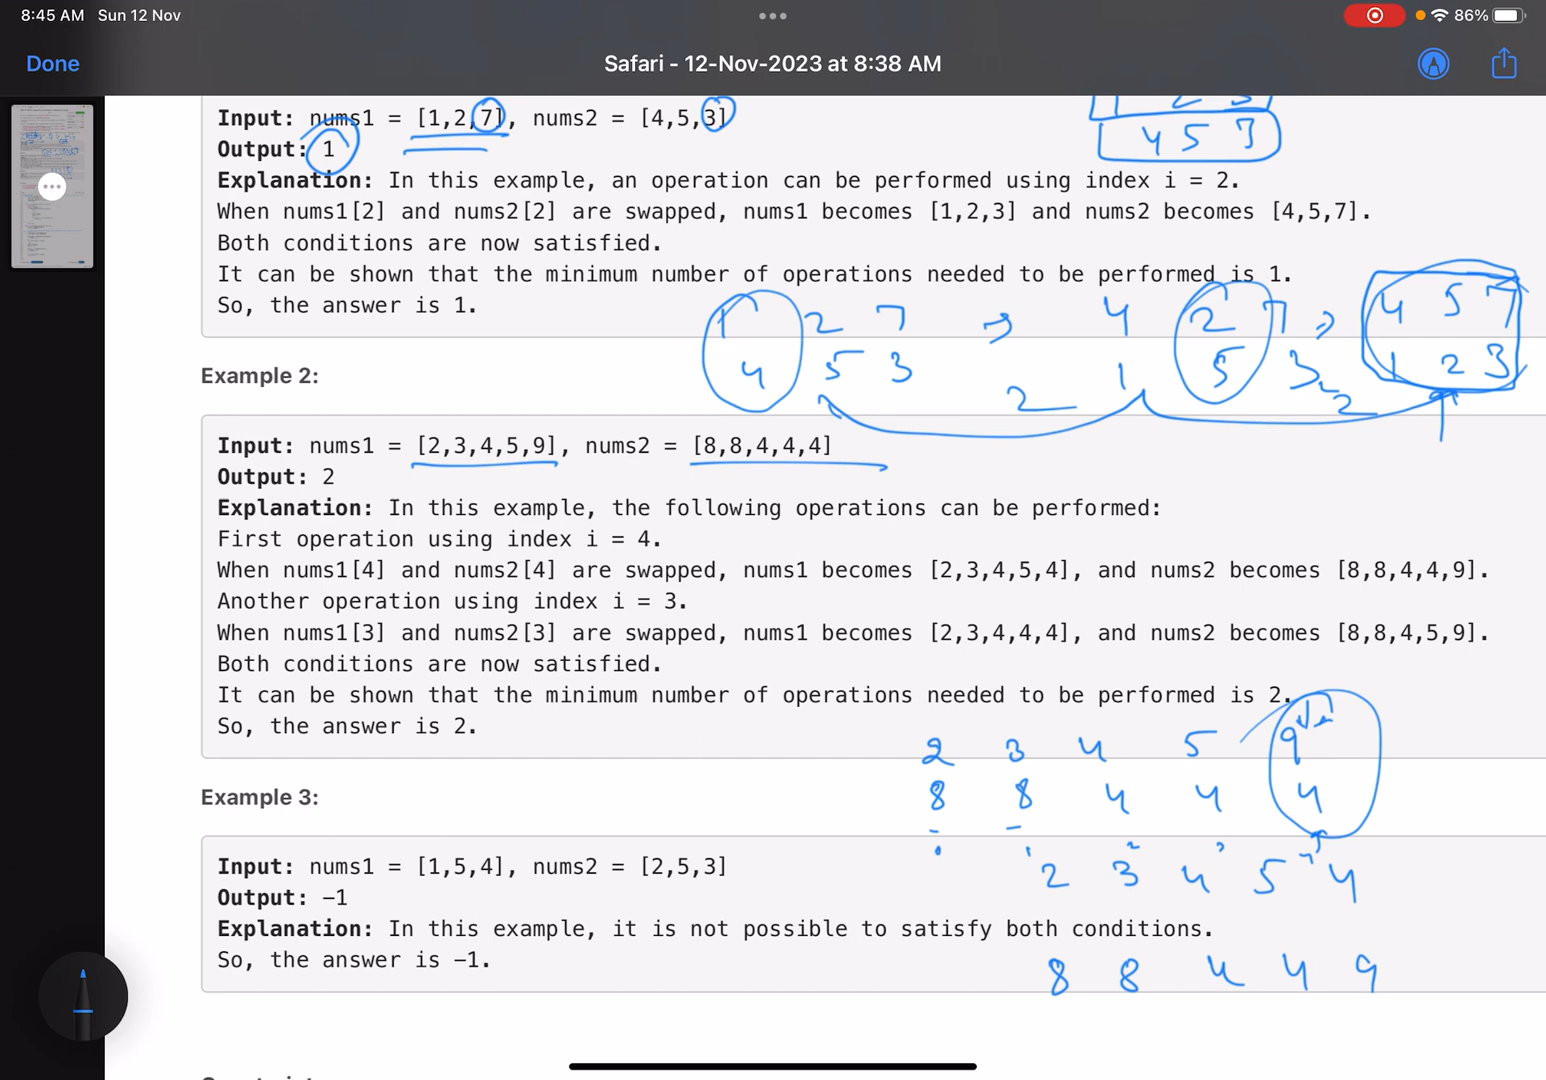 8:45 AM Sun 12 Nov
86%
Done
Safari - 12-Nov-2023 at 8:38 AM
Input: nums1 = [1,2,7], nums2 = [4,5,3]
Output: 1
4 5 7
Explanation: In this example, an operation can be performed using index i = 2.
When nums1[2] and nums2[2] are swapped, nums1 becomes [1,2,3] and nums2 becomes [4,5,7].
Both conditions are now satisfied.
It can be shown that the minimum number of operations needed to be performed is 1.
So, the answer is 1.
1 2 7 => 4 2 7 => 4 5 7
4 5 3 1 5 3 1 2 3
2 2
Example 2:
Input: nums1 = [2,3,4,5,9], nums2 = [8,8,4,4,4]
Output: 2
Explanation: In this example, the following operations can be performed:
First operation using index i = 4.
When nums1[4] and nums2[4] are swapped, nums1 becomes [2,3,4,5,4], and nums2 becomes [8,8,4,4,9].
Another operation using index i = 3.
When nums1[3] and nums2[3] are swapped, nums1 becomes [2,3,4,4,4], and nums2 becomes [8,8,4,5,9].
Both conditions are now satisfied.
It can be shown that the minimum number of operations needed to be performed is 2.
So, the answer is 2.
2 3 4 5 9
8 8 4 4 4
Example 3:
Input: nums1 = [1,5,4], nums2 = [2,5,3]
2 3 4 5 4
Output: -1
Explanation: In this example, it is not possible to satisfy both conditions.
So, the answer is -1.
8 8 4 4 9